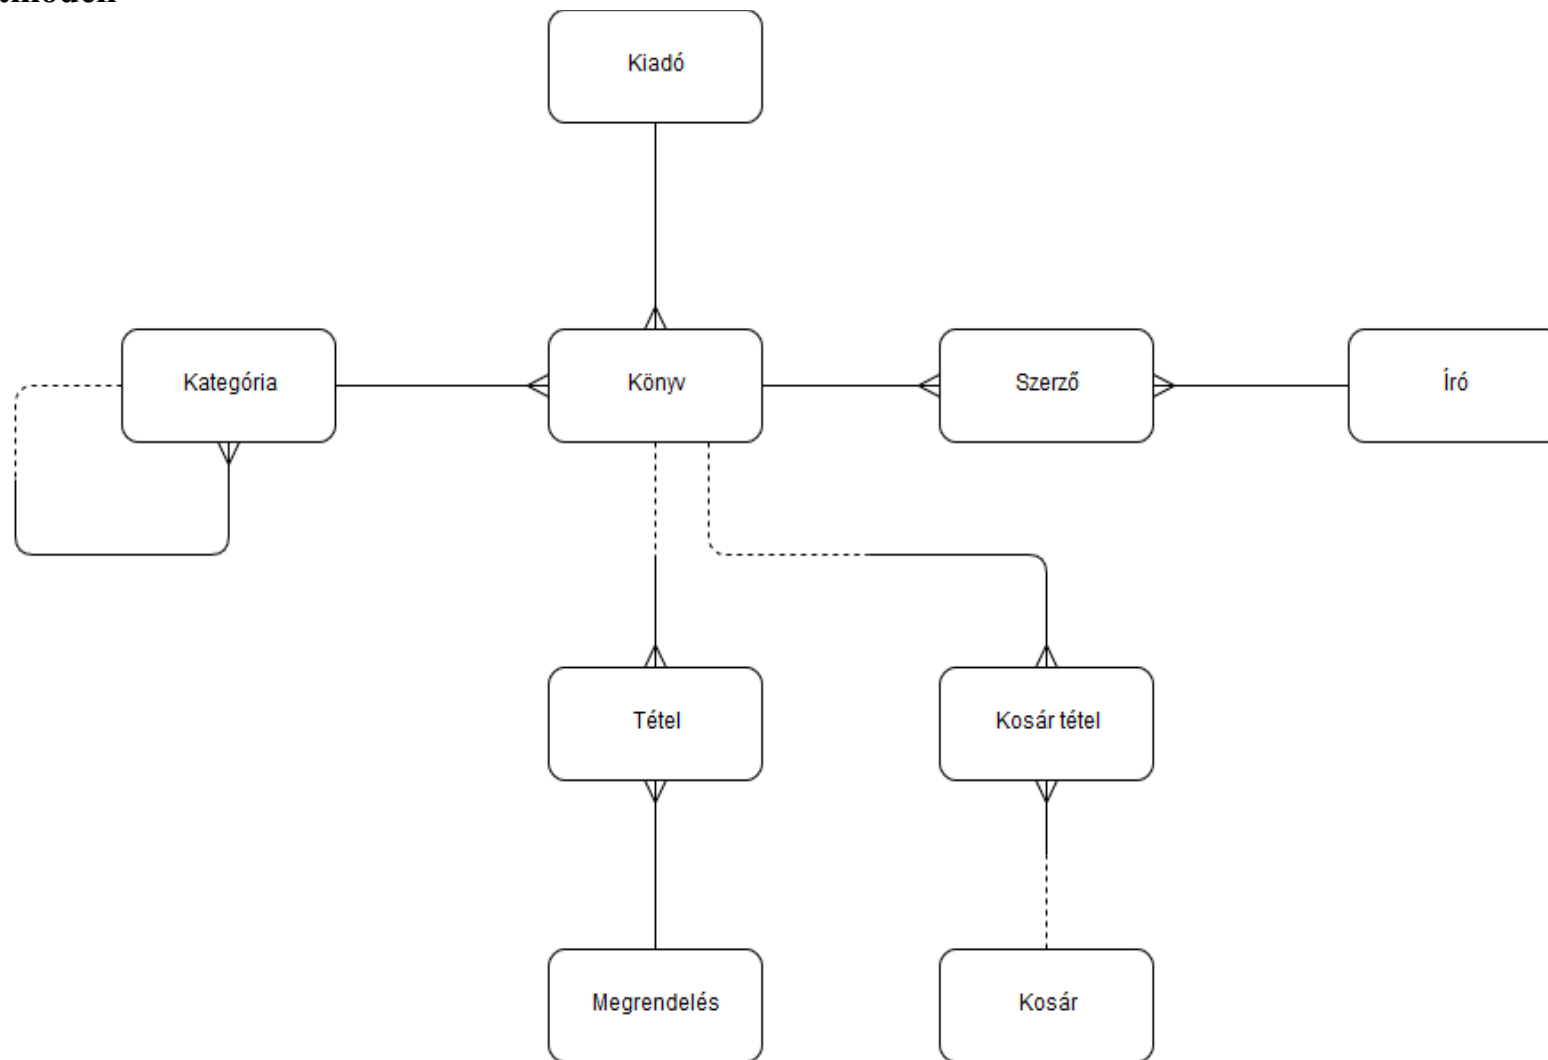 Kiadó
Kategória
Könyv
Szerző
Író
Tétel
Kosár tétel
Megrendelés
Kosár